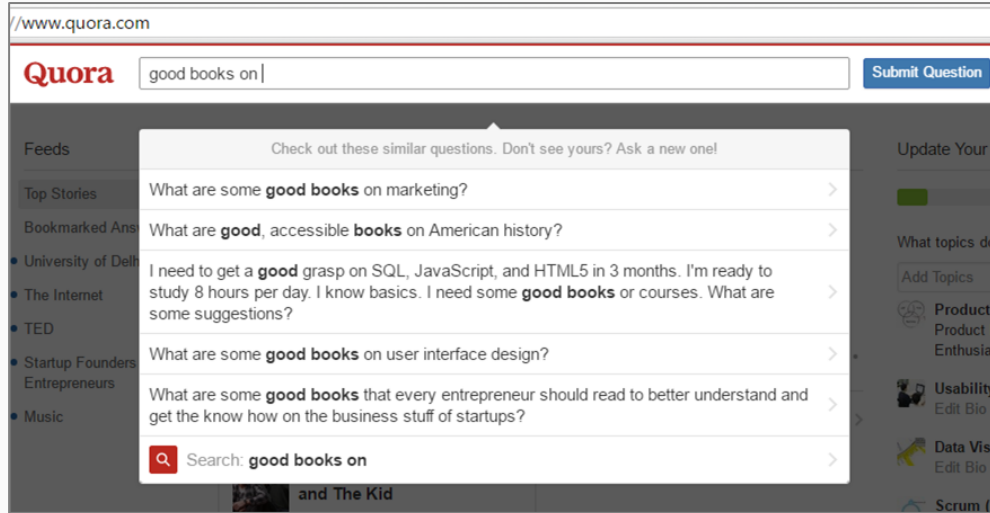 //www.quora.com
Quora
good books on
Submit Question
Check out these similar questions. Don't see yours? Ask a new one!
What are some good books on marketing?
What are good, accessible books on American history?
I need to get a good grasp on SQL, JavaScript, and HTML5 in 3 months. I'm ready to
study 8 hours per day. I know basics. I need some good books or courses. What are
some suggestions?
What are some good books on user interface design?
What are some good books that every entrepreneur should read to better understand and
get the know how on the business stuff of startups?
Search: good books on
Feeds
Top Stories
Bookmarked Ans
University of Delh
The Internet
TED
Startup Founders
Entrepreneurs
Music
and The Kid
Update Your
What topics d
Add Topics
Product
Product
Enthusia
Usability
Edit Bio
Data Vis
Edit Bio
Scrum (